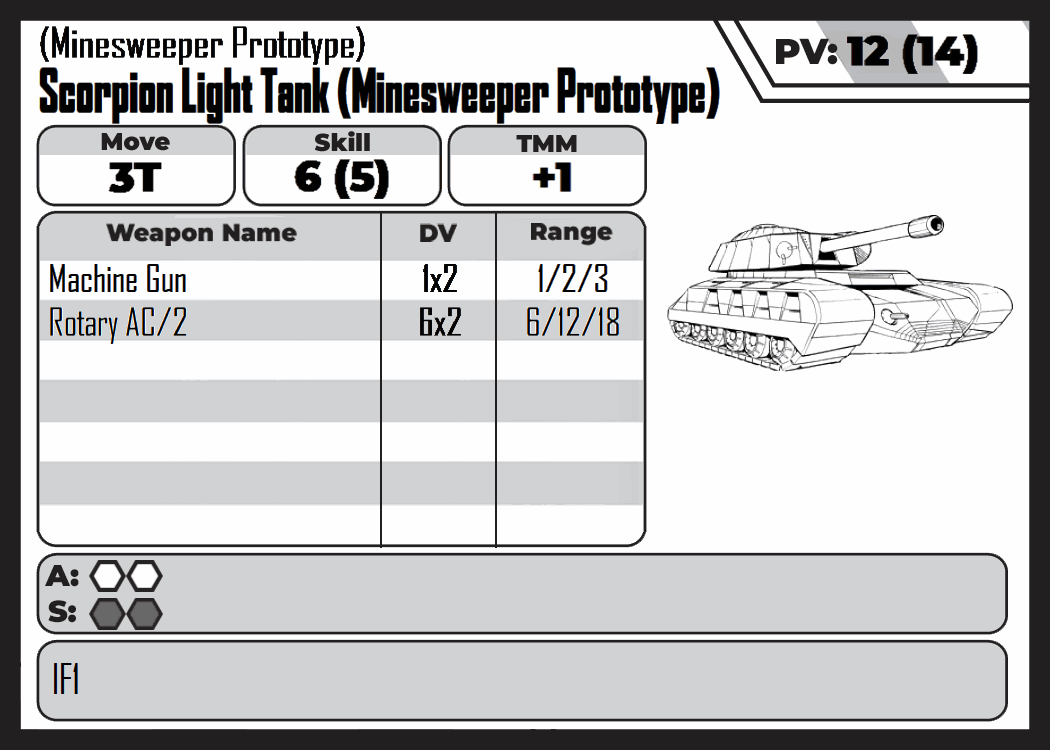 (Minesweeper Prototype)
Scorpion Light Tank (Minesweeper Prototype)
PV: 12 (14)
Move Skill TMM
3T 6 (5) +1
Weapon Name DV Range
Machine Gun 1x2 1/2/3
Rotary AC/2 6x2 6/12/18
A:
S:
IF1